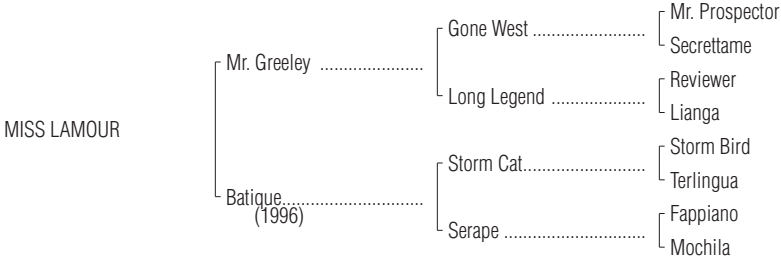 Mr. Prospector
Gone West ........................
Secrettame
Mr. Greeley ......................
Reviewer
Long Legend ....................
Lianga
MISS LAMOUR
Storm Bird
Storm Cat..........................
Terlingua
Batique..............................
(1996)
Fappiano
Serape ..............................
Mochila